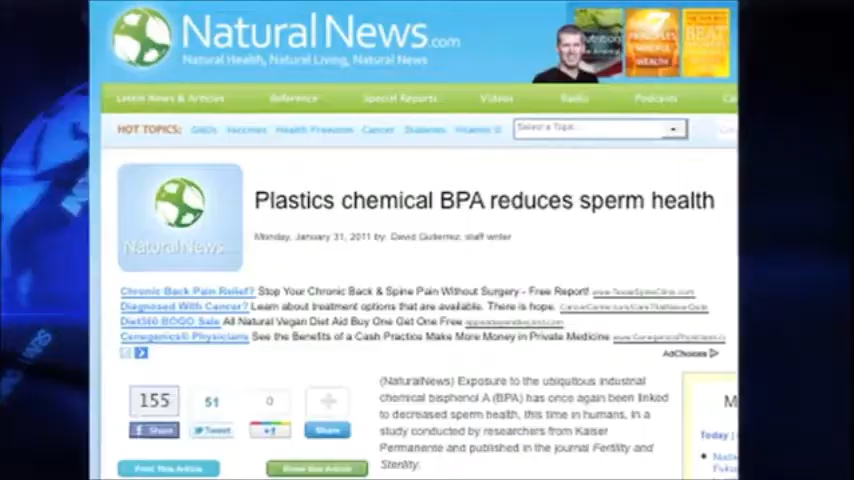 NaturalNews.com
Natural Health, Natural Living, Natural News
Latest News & Articles Reference Special Reports Videos Radio Podcasts
HOT TOPICS: GMOs Vaccines Health Freedom Cancer Diabetes Vitamin D Select a Topic...
Plastics chemical BPA reduces sperm health
NaturalNews
Monday, January 31, 2011 by: David Gutierrez, staff writer
Chronic Back Pain Relief? Stop Your Chronic Back & Spine Pain Without Surgery - Free Report! www.TexasSpineClinic.com
Diagnosed With Cancer? Learn about treatment options that are available. There is hope.
Diet360 BOGO Sale All Natural Vegan Diet Aid Buy One Get One Free
Cenegenics® Physicians See the Benefits of a Cash Practice Make More Money in Private Medicine
AdChoices
155 51 0
Share Tweet +1 Share
(NaturalNews) Exposure to the ubiquitous industrial
chemical bisphenol A (BPA) has once again been linked
to decreased sperm health, this time in humans, in a
study conducted by researchers from Kaiser
Permanente and published in the journal Fertility and
Sterility.
Today
Print This Article